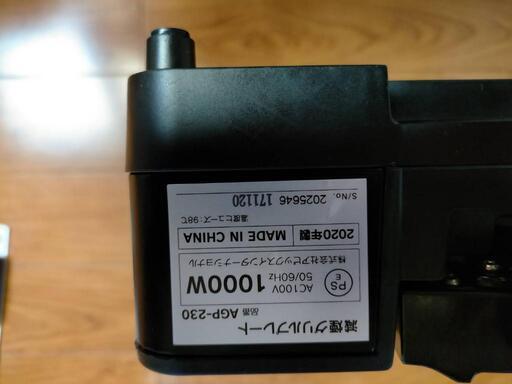 減煙グリルプレート
品番 AGP-230
PS E
AC100V
50/60Hz 1000W
株式会社アピックスインターナショナル
2020年製 MADE IN CHINA
温度ヒューズ:98℃
S/No. 2025646 171120